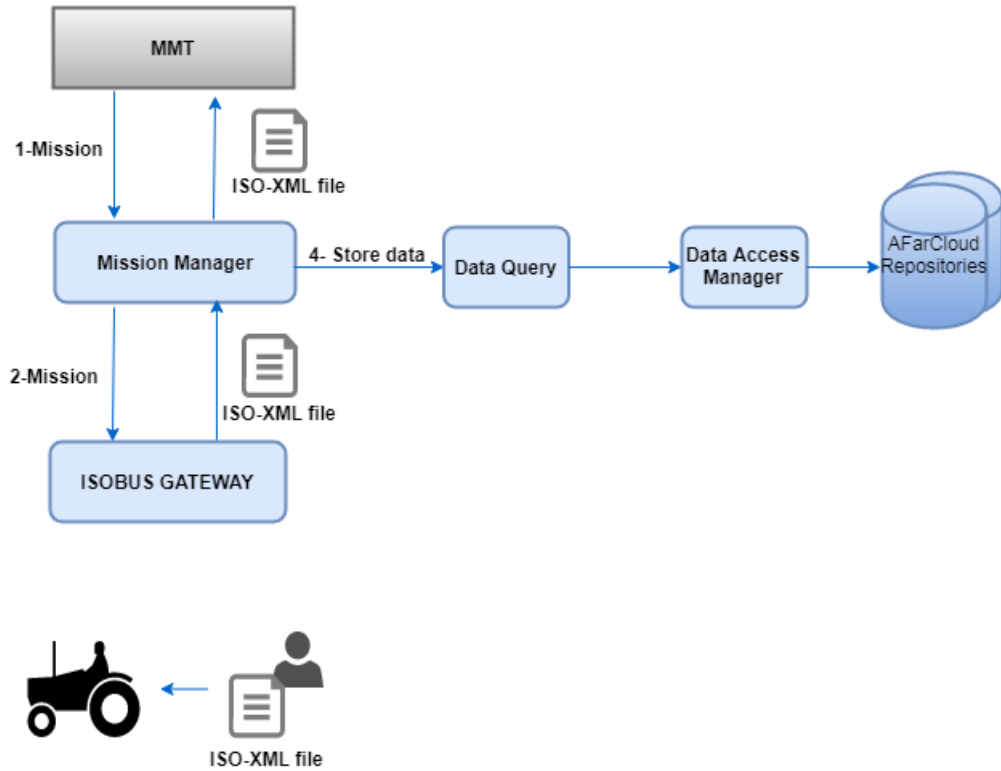 MMT
1-Mission
ISO-XML file
Mission Manager
4- Store data
Data Query
Data Access
Manager
AFarCloud
Repositories
2-Mission
ISO-XML file
ISOBUS GATEWAY
ISO-XML file